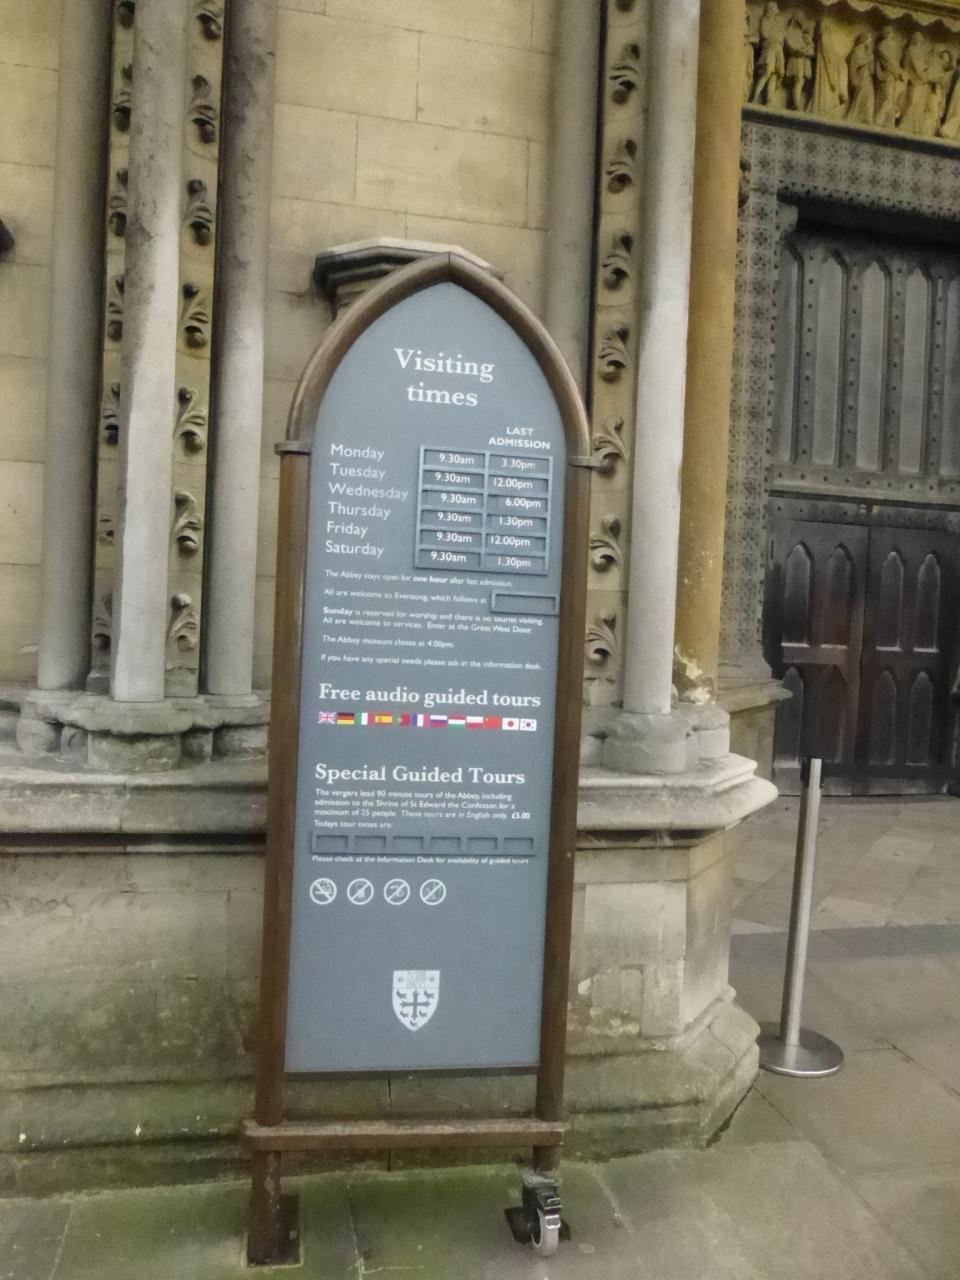 Visiting
times
LAST
ADMISSION
Monday 9.30am 3.30pm
Tuesday 9.30am 12.00pm
Wednesday 9.30am 6.00pm
Thursday 9.30am 1.30pm
Friday 9.30am 12.00pm
Saturday 9.30am 1.30pm
The Abbey stays open for one hour after last admission.
All are welcome to Evensong, which follows at
Sunday is reserved for worship and there is no tourist visiting.
All are welcome to services. Enter at the Great West Door.
The Abbey museum closes at 4.00pm.
If you have any special needs please ask at the information desk.
Free audio guided tours
Special Guided Tours
The vergers lead 90 minute tours of the Abbey, including
admission to the Shrine of St Edward the Confessor, for a
maximum of 25 people. These tours are in English only. £5.00
Todays tour times are:
Please check at the Information Desk for availability of guided tours